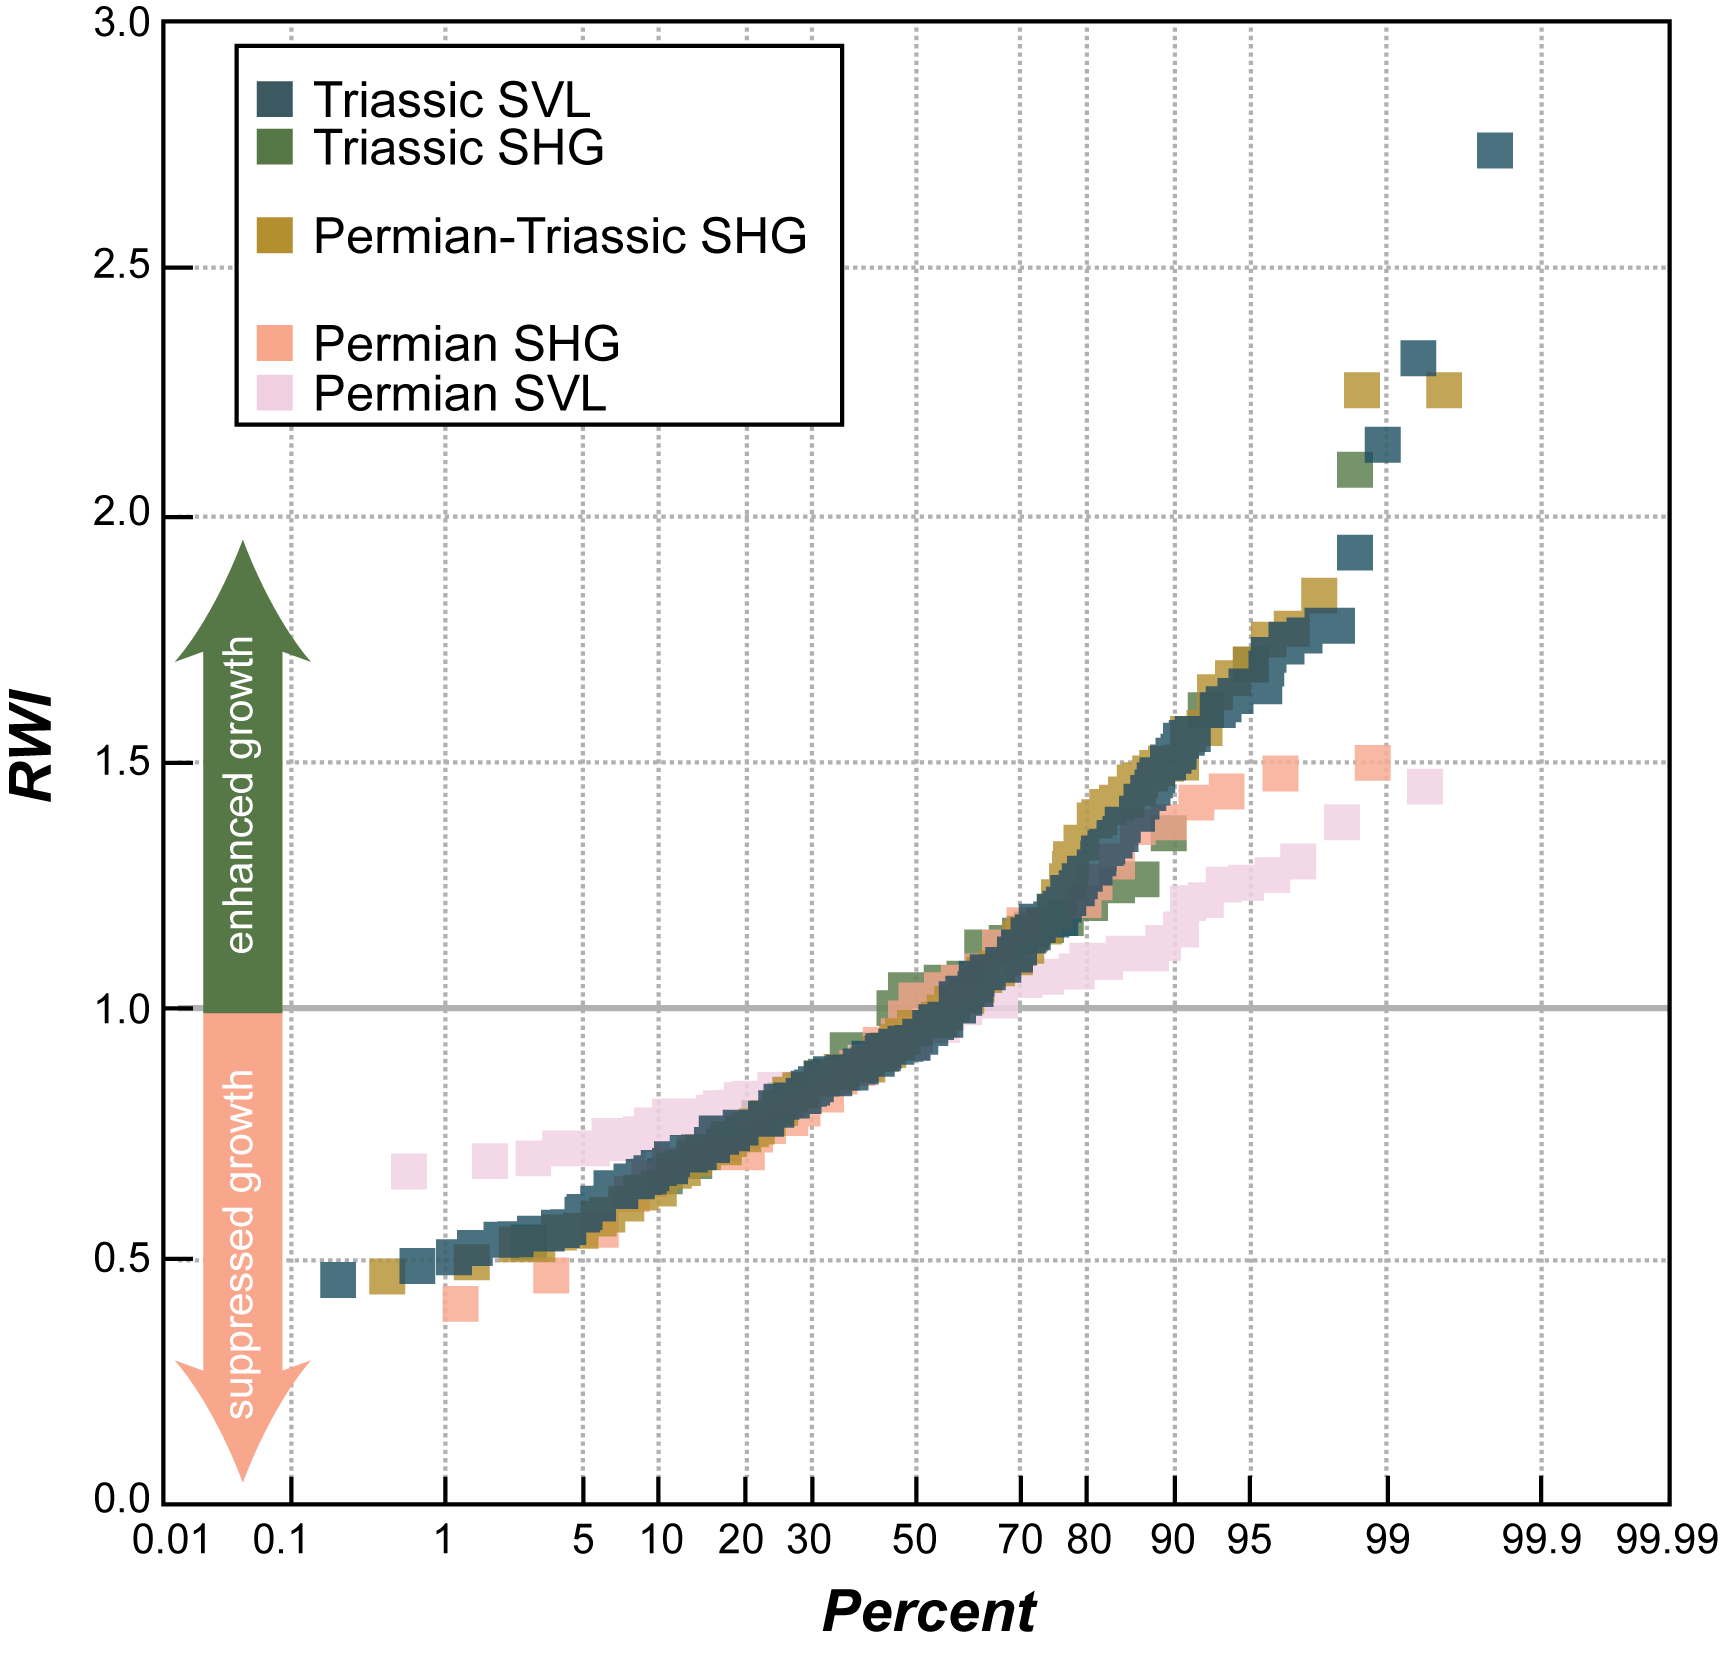 3.0
2.5
2.0
1.5
1.0
0.5
0.0
RWI
Triassic SVL
Triassic SHG
Permian-Triassic SHG
Permian SHG
Permian SVL
enhanced growth
suppressed growth
0.01 0.1 1 5 10 20 30 50 70 80 90 95 99 99.9 99.99
Percent